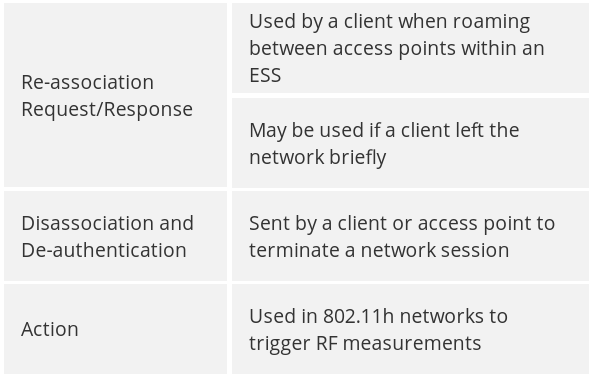 Re-association
Request/Response
Used by a client when roaming
between access points within an
ESS
May be used if a client left the
network briefly
Disassociation and
De-authentication
Sent by a client or access point to
terminate a network session
Action
Used in 802.11h networks to
trigger RF measurements